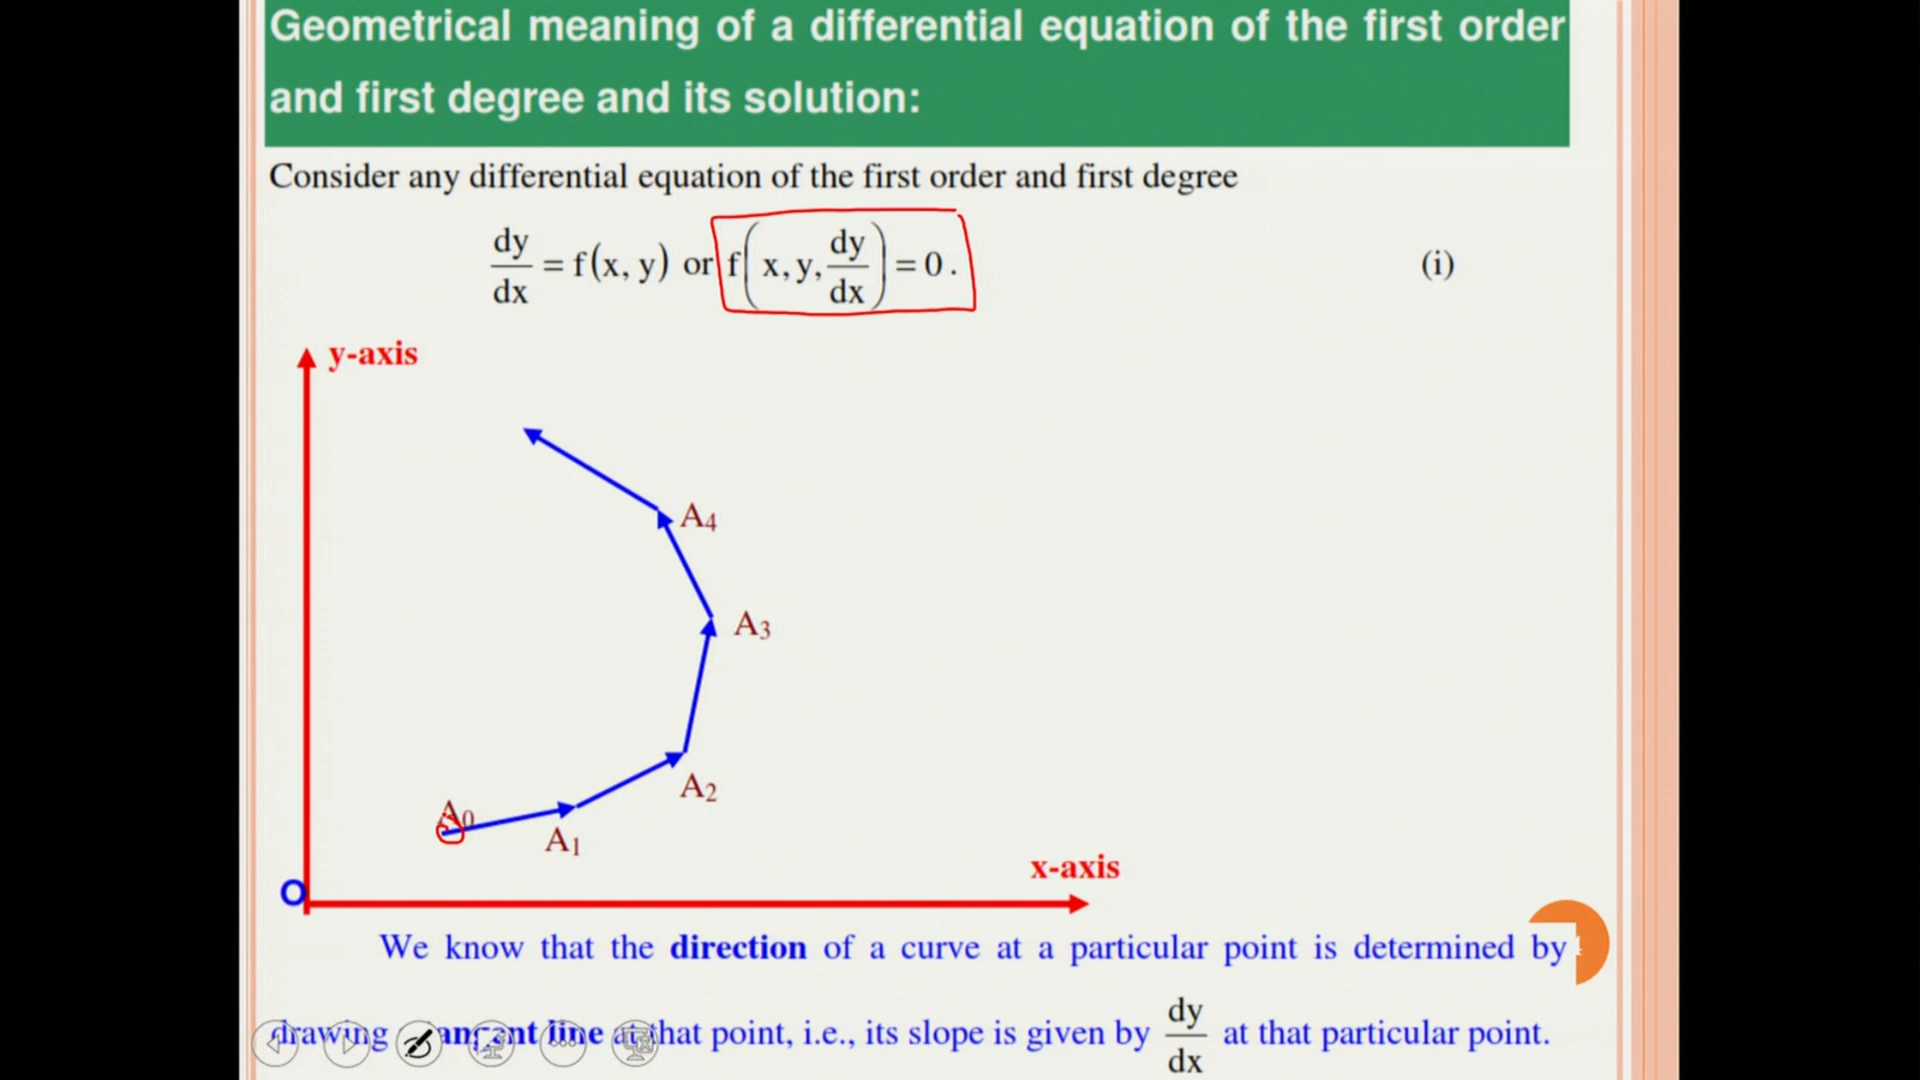 Geometrical meaning of a differential equation of the first order
and first degree and its solution:
Consider any differential equation of the first order and first degree
dy/dx = f(x, y) or f(x, y, dy/dx) = 0. (i)
y-axis
A4
A3
A2
A0
A1
x-axis
O
We know that the direction of a curve at a particular point is determined by
drawing tangent line at that point, i.e., its slope is given by dy/dx at that particular point.